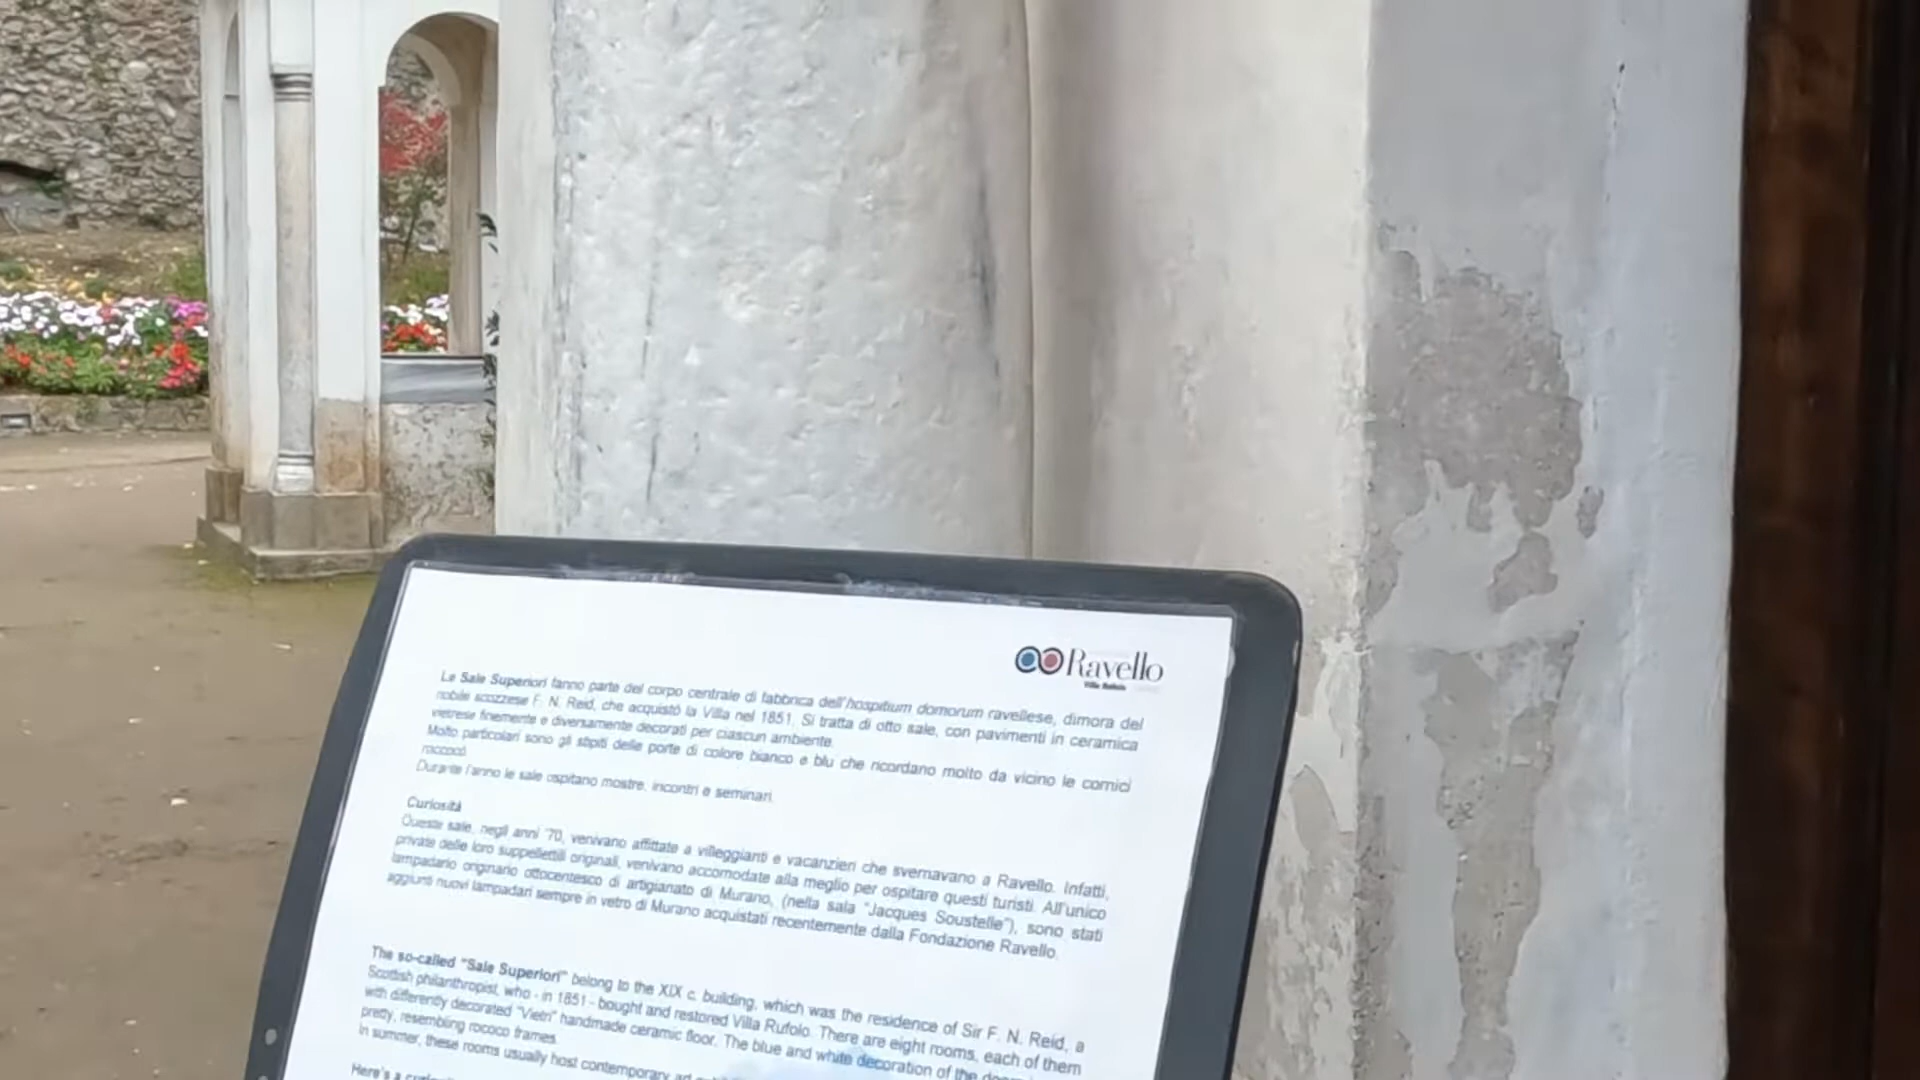 Ravello
Villa Rufolo
Le Sale Superiori fanno parte del corpo centrale di fabbrica dell'hospitium domorum ravellese, dimora del
nobile scozzese F. N. Reid, che acquistò la Villa nel 1851. Si tratta di otto sale, con pavimenti in ceramica
vietrese finemente e diversamente decorati per ciascun ambiente.
Molto particolari sono gli stipiti delle porte di colore bianco e blu che ricordano molto da vicino le cornici
roccocò.
Durante l'anno le sale ospitano mostre, incontri e seminari.
Curiosità
Queste sale, negli anni '70, venivano affittate a villeggianti e vacanzieri che svernavano a Ravello. Infatti,
private delle loro suppellettili originali, venivano accomodate alla meglio per ospitare questi turisti. All'unico
lampadario originario ottocentesco di artigianato di Murano, (nella sala "Jacques Soustelle"), sono stati
aggiunti nuovi lampadari sempre in vetro di Murano acquistati recentemente dalla Fondazione Ravello.
The so-called "Sale Superiori" belong to the XIX c. building, which was the residence of Sir F. N. Reid, a
Scottish philanthropist, who - in 1851 - bought and restored Villa Rufolo. There are eight rooms, each of them
with differently decorated "Vietri" handmade ceramic floor. The blue and white decoration of the
pretty, resembling rococo frames.
In summer, these rooms usually host contemporary art
Here's a